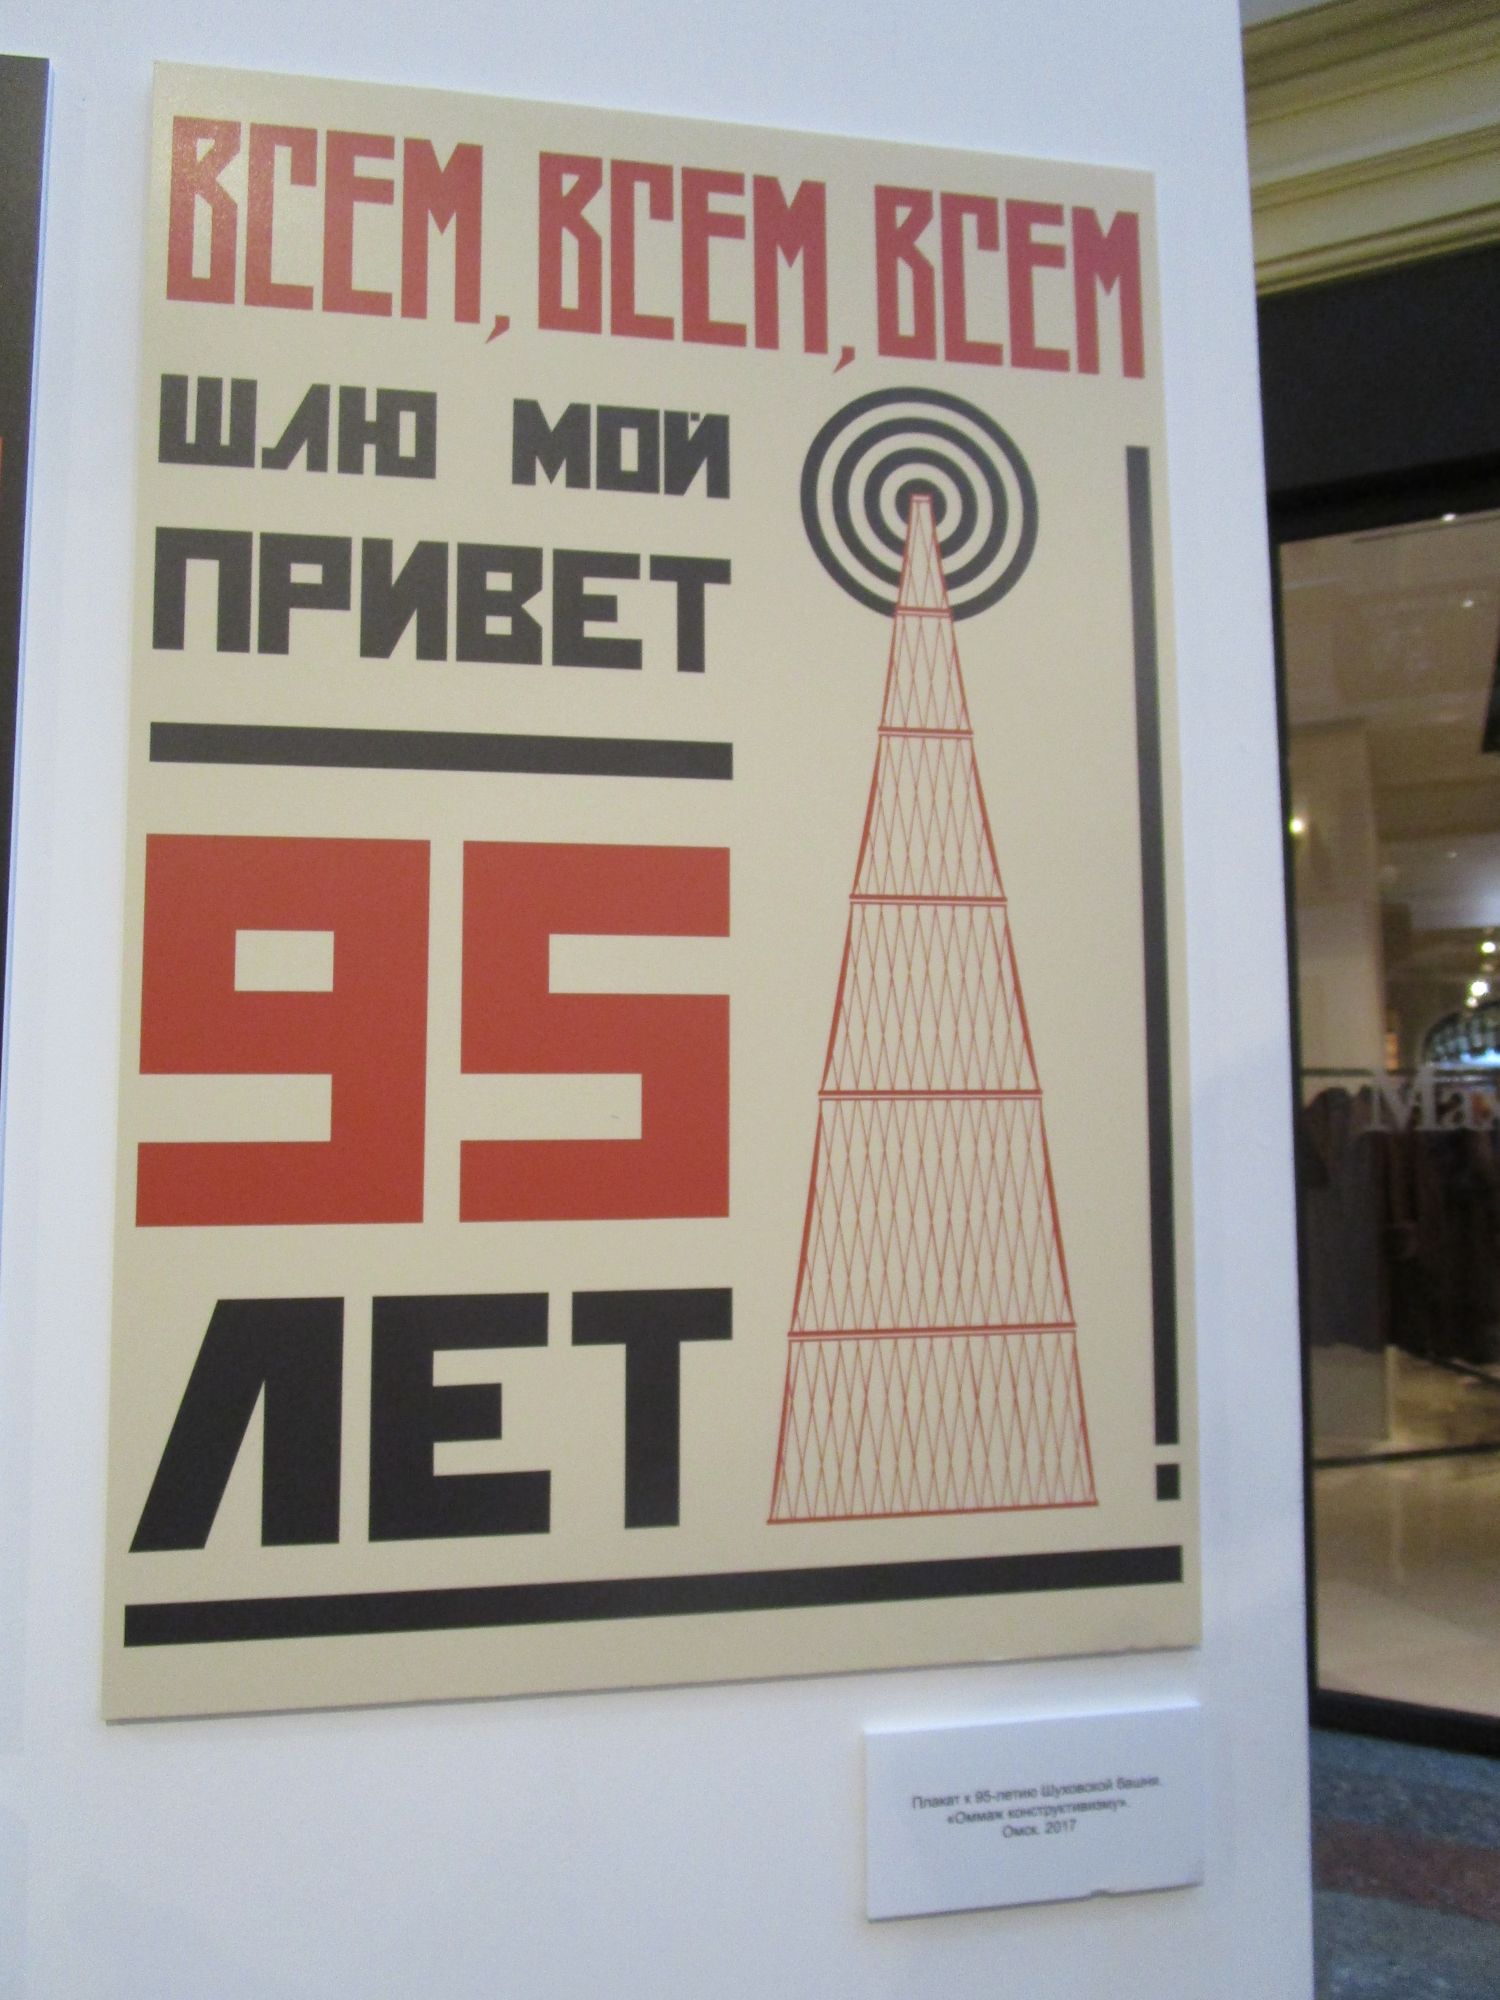 ВСЕМ, ВСЕМ, ВСЕМ
ШЛЮ МОЙ
ПРИВЕТ
95
ЛЕТ
!
Плакат к 95-летию Шуховской башни.
«Оммаж конструктивизму».
Омск. 2017